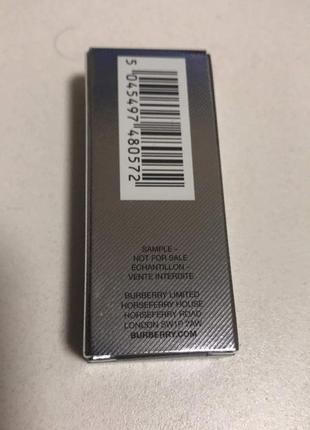 5 045497 480572
SAMPLE -
NOT FOR SALE
ÉCHANTILLON -
VENTE INTERDITE
BURBERRY LIMITED
HORSEFERRY HOUSE
HORSEFERRY ROAD
LONDON SW1P 2AW
BURBERRY.COM